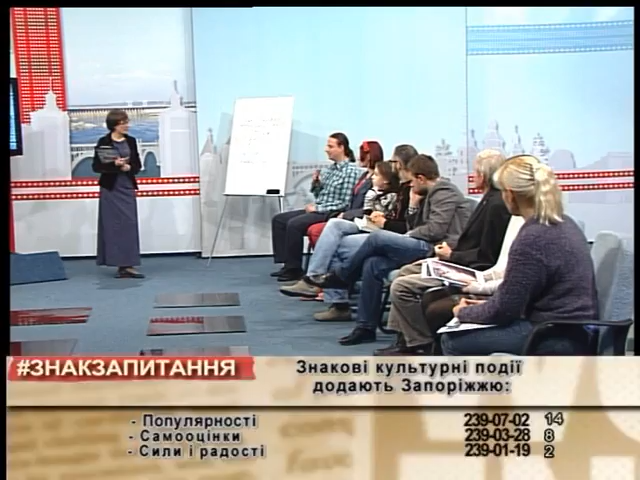 #ЗНАКЗАПИТАННЯ
Знакові культурні події
додають Запоріжжю:
- Популярності 239-07-02 14
- Самооцінки 239-03-28 8
- Сили і радості 239-01-19 2